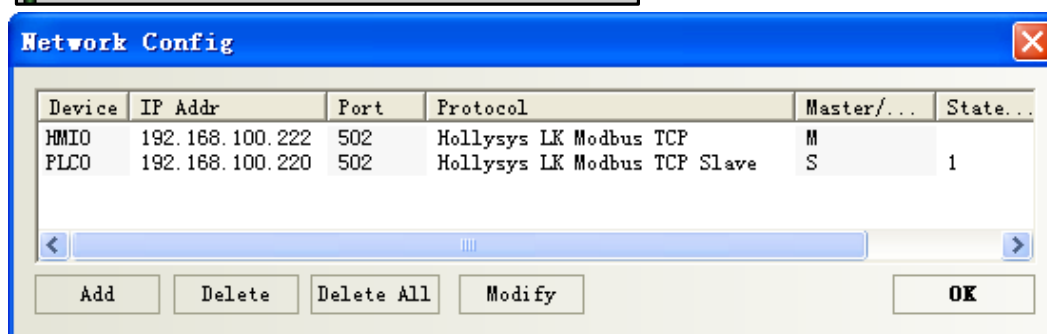 Network Config
Device IP Addr Port Protocol Master/... State...
HMI0 192.168.100.222 502 Hollysys LK Modbus TCP M
PLC0 192.168.100.220 502 Hollysys LK Modbus TCP Slave S 1
Add Delete Delete All Modify OK